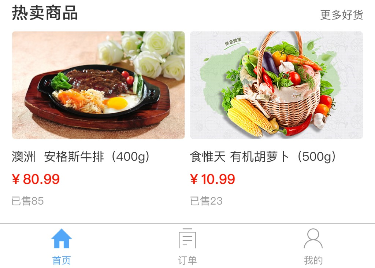 热卖商品
更多好货
澳洲 安格斯牛排（400g）
食惟天 有机胡萝卜（500g）
¥ 80.99
¥ 10.99
已售85
已售23
首页
订单
我的